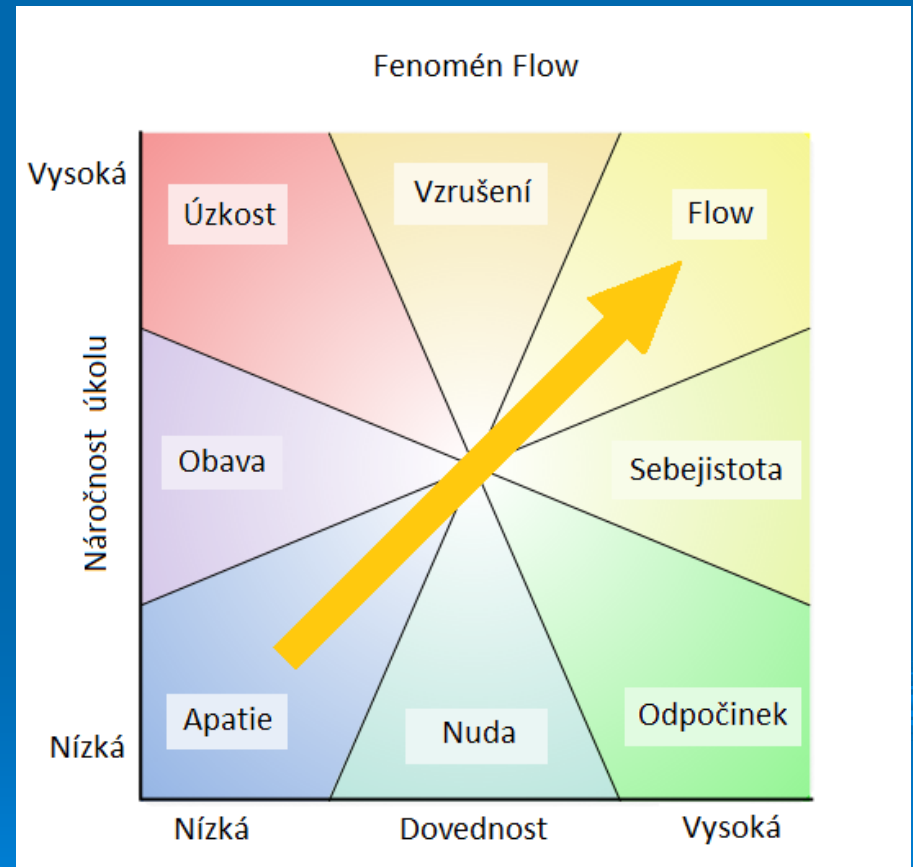 Fenomén Flow
Vysoká
Úzkost
Vzrušení
Flow
Náročnost úkolu
Obava
Sebejistota
Apatie
Nuda
Odpočinek
Nízká
Nízká
Dovednost
Vysoká